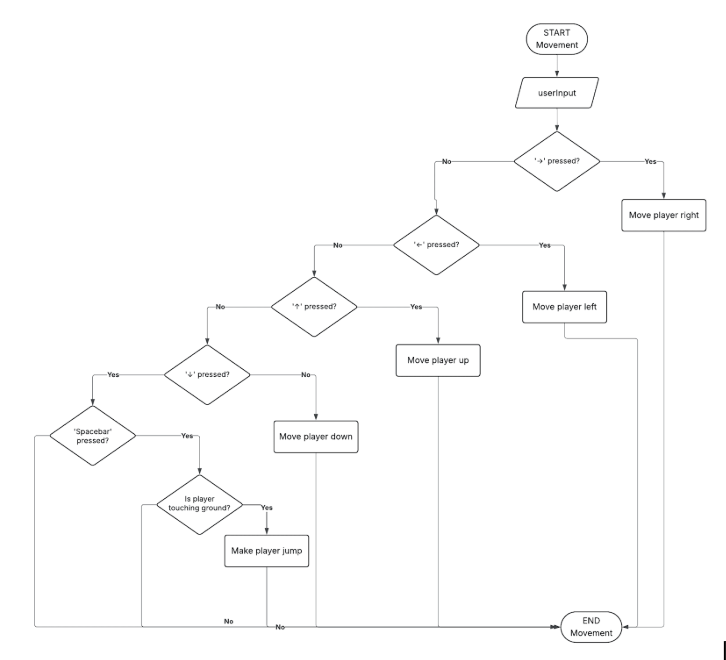 START
Movement
userInput
'→' pressed?
No
Yes
Move player right
'←' pressed?
No
Yes
Move player left
'↑' pressed?
No
Yes
Move player up
'↓' pressed?
Yes
No
Move player down
'Spacebar'
pressed?
Yes
Is player
touching ground?
Yes
Make player jump
No
No
END
Movement